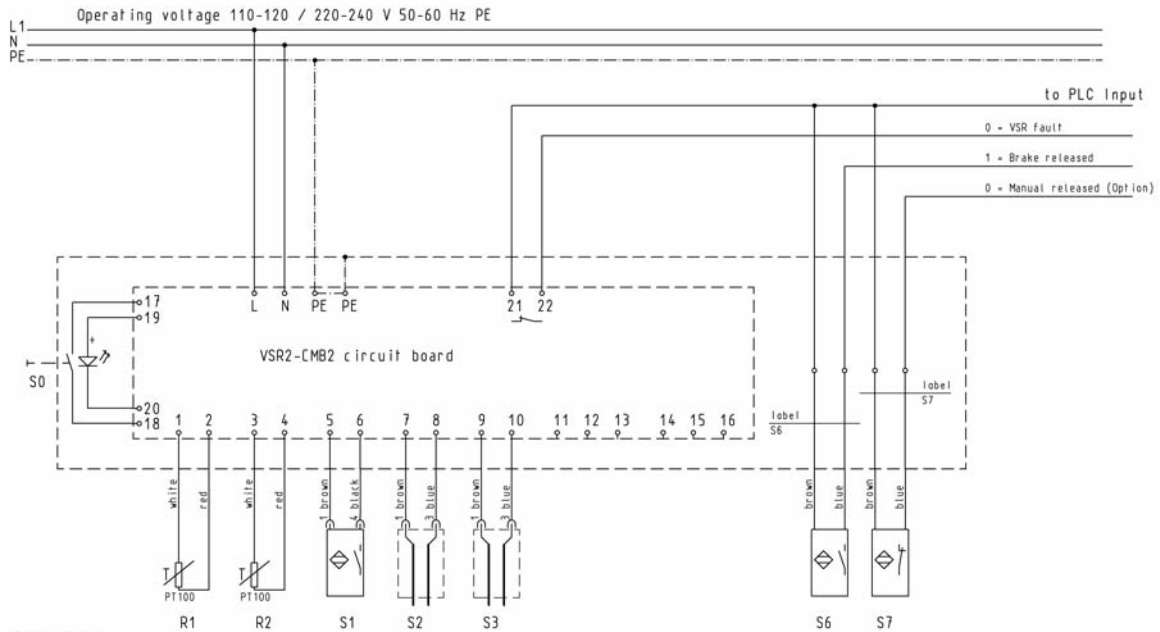 Operating voltage 110-120 / 220-240 V 50-60 Hz PE
L1
N
PE
to PLC Input
0 = VSR fault
1 = Brake released
0 = Manual released (Option)
17
19
L N PE PE
21 22
VSR2-CMB2 circuit board
S0
20
18
1 2 3 4 5 6 7 8 9 10 11 12 13 14 15 16
label
S7
label
S6
white red white red 1 brown 4 black 1 brown 3 blue 1 brown 3 blue brown blue brown blue
T T
PT100 PT100
R1 R2 S1 S2 S3 S6 S7